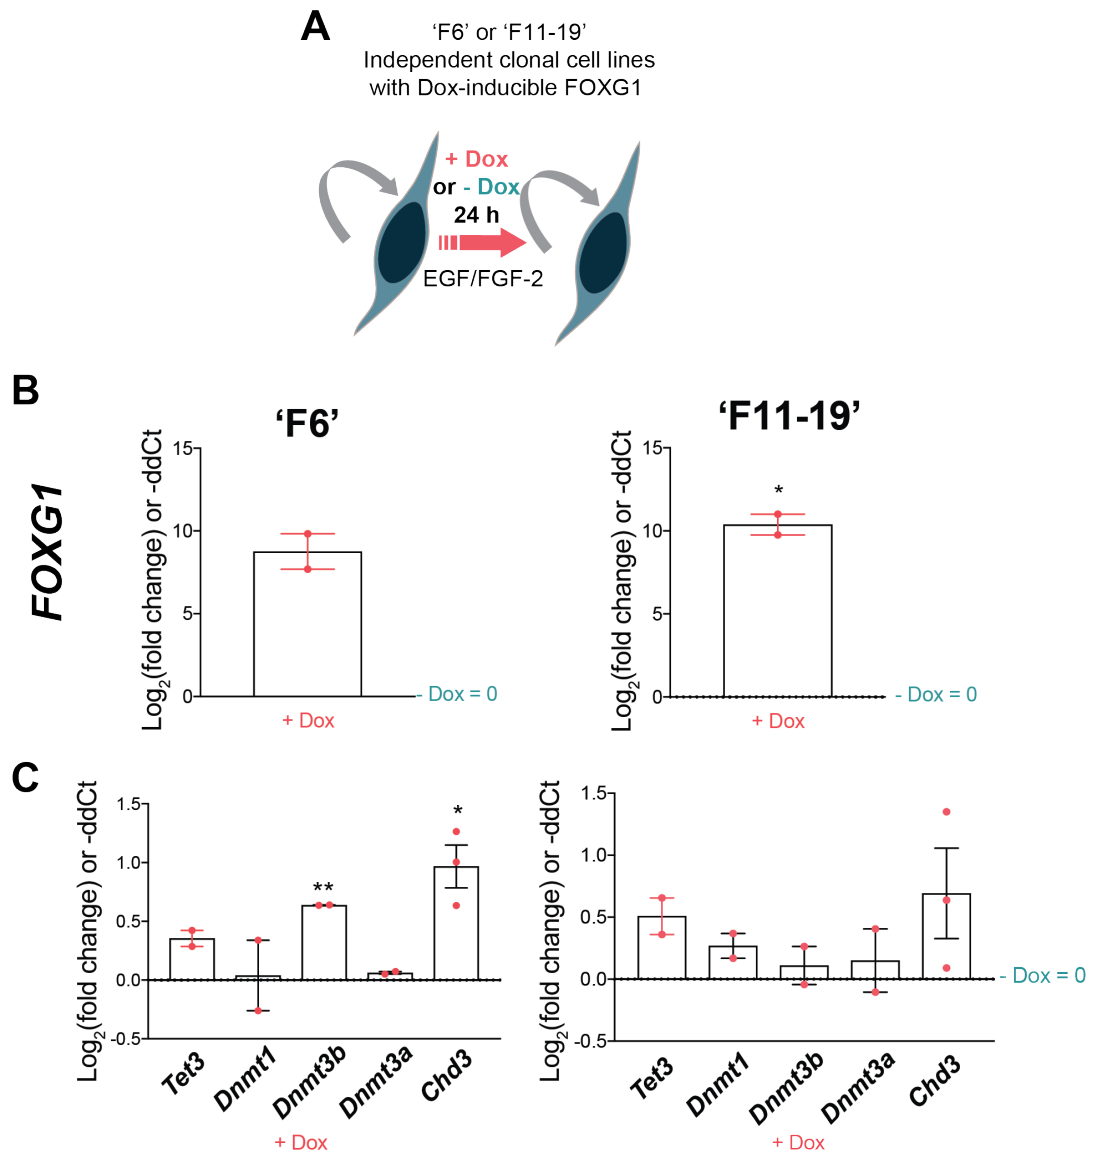 A
‘F6’ or ‘F11-19’
Independent clonal cell lines
with Dox-inducible FOXG1
+ Dox
or - Dox
24 h
EGF/FGF-2
B
FOXG1
‘F6’
Log2(fold change) or -ddCt
15
10
5
0
- Dox = 0
+ Dox
‘F11-19’
Log2(fold change) or -ddCt
15
10
5
0
*
- Dox = 0
+ Dox
C
Log2(fold change) or -ddCt
1.5
1.0
0.5
0.0
-0.5
**
*
Tet3
Dnmt1
Dnmt3b
Dnmt3a
Chd3
+ Dox
Log2(fold change) or -ddCt
1.5
1.0
0.5
0.0
-0.5
- Dox = 0
Tet3
Dnmt1
Dnmt3b
Dnmt3a
Chd3
+ Dox